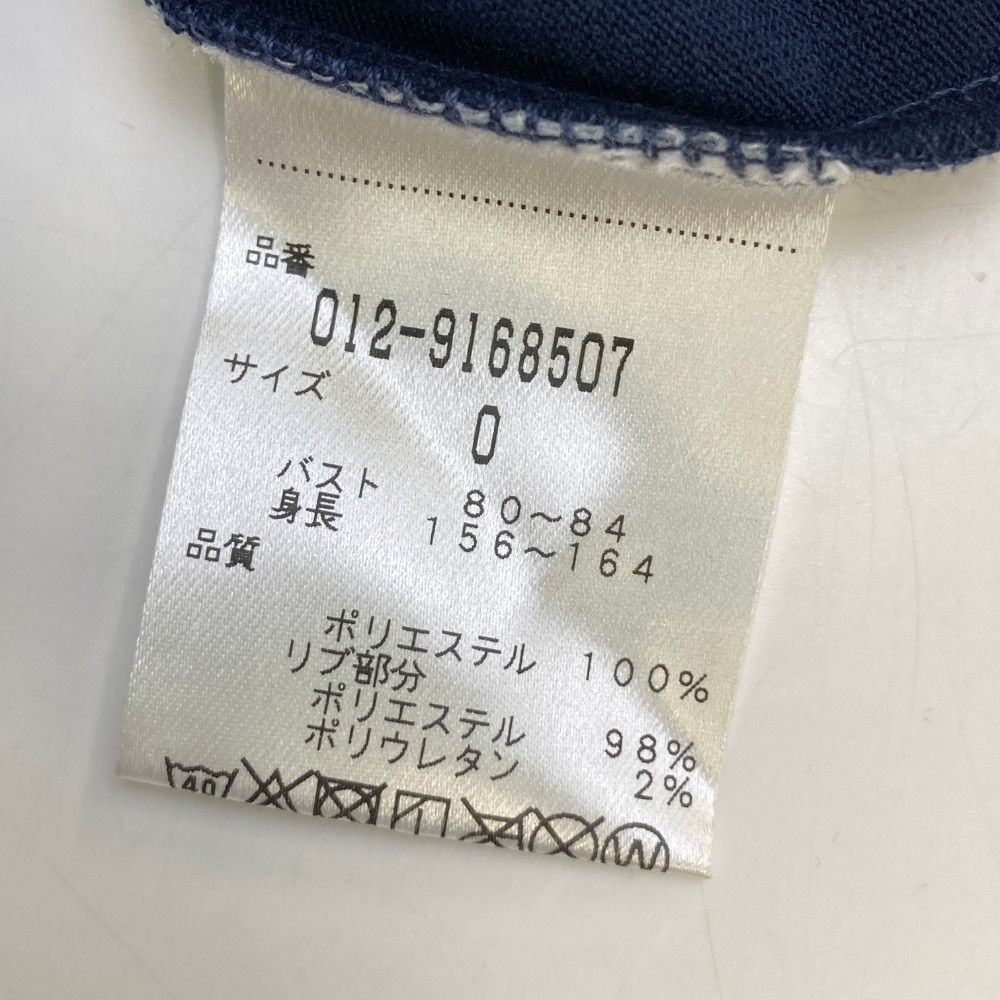 品番
012-9168507
サイズ
0
バスト 80～84
身長 156～164
品質
ポリエステル 100%
リブ部分
ポリエステル 98%
ポリウレタン 2%
40 W